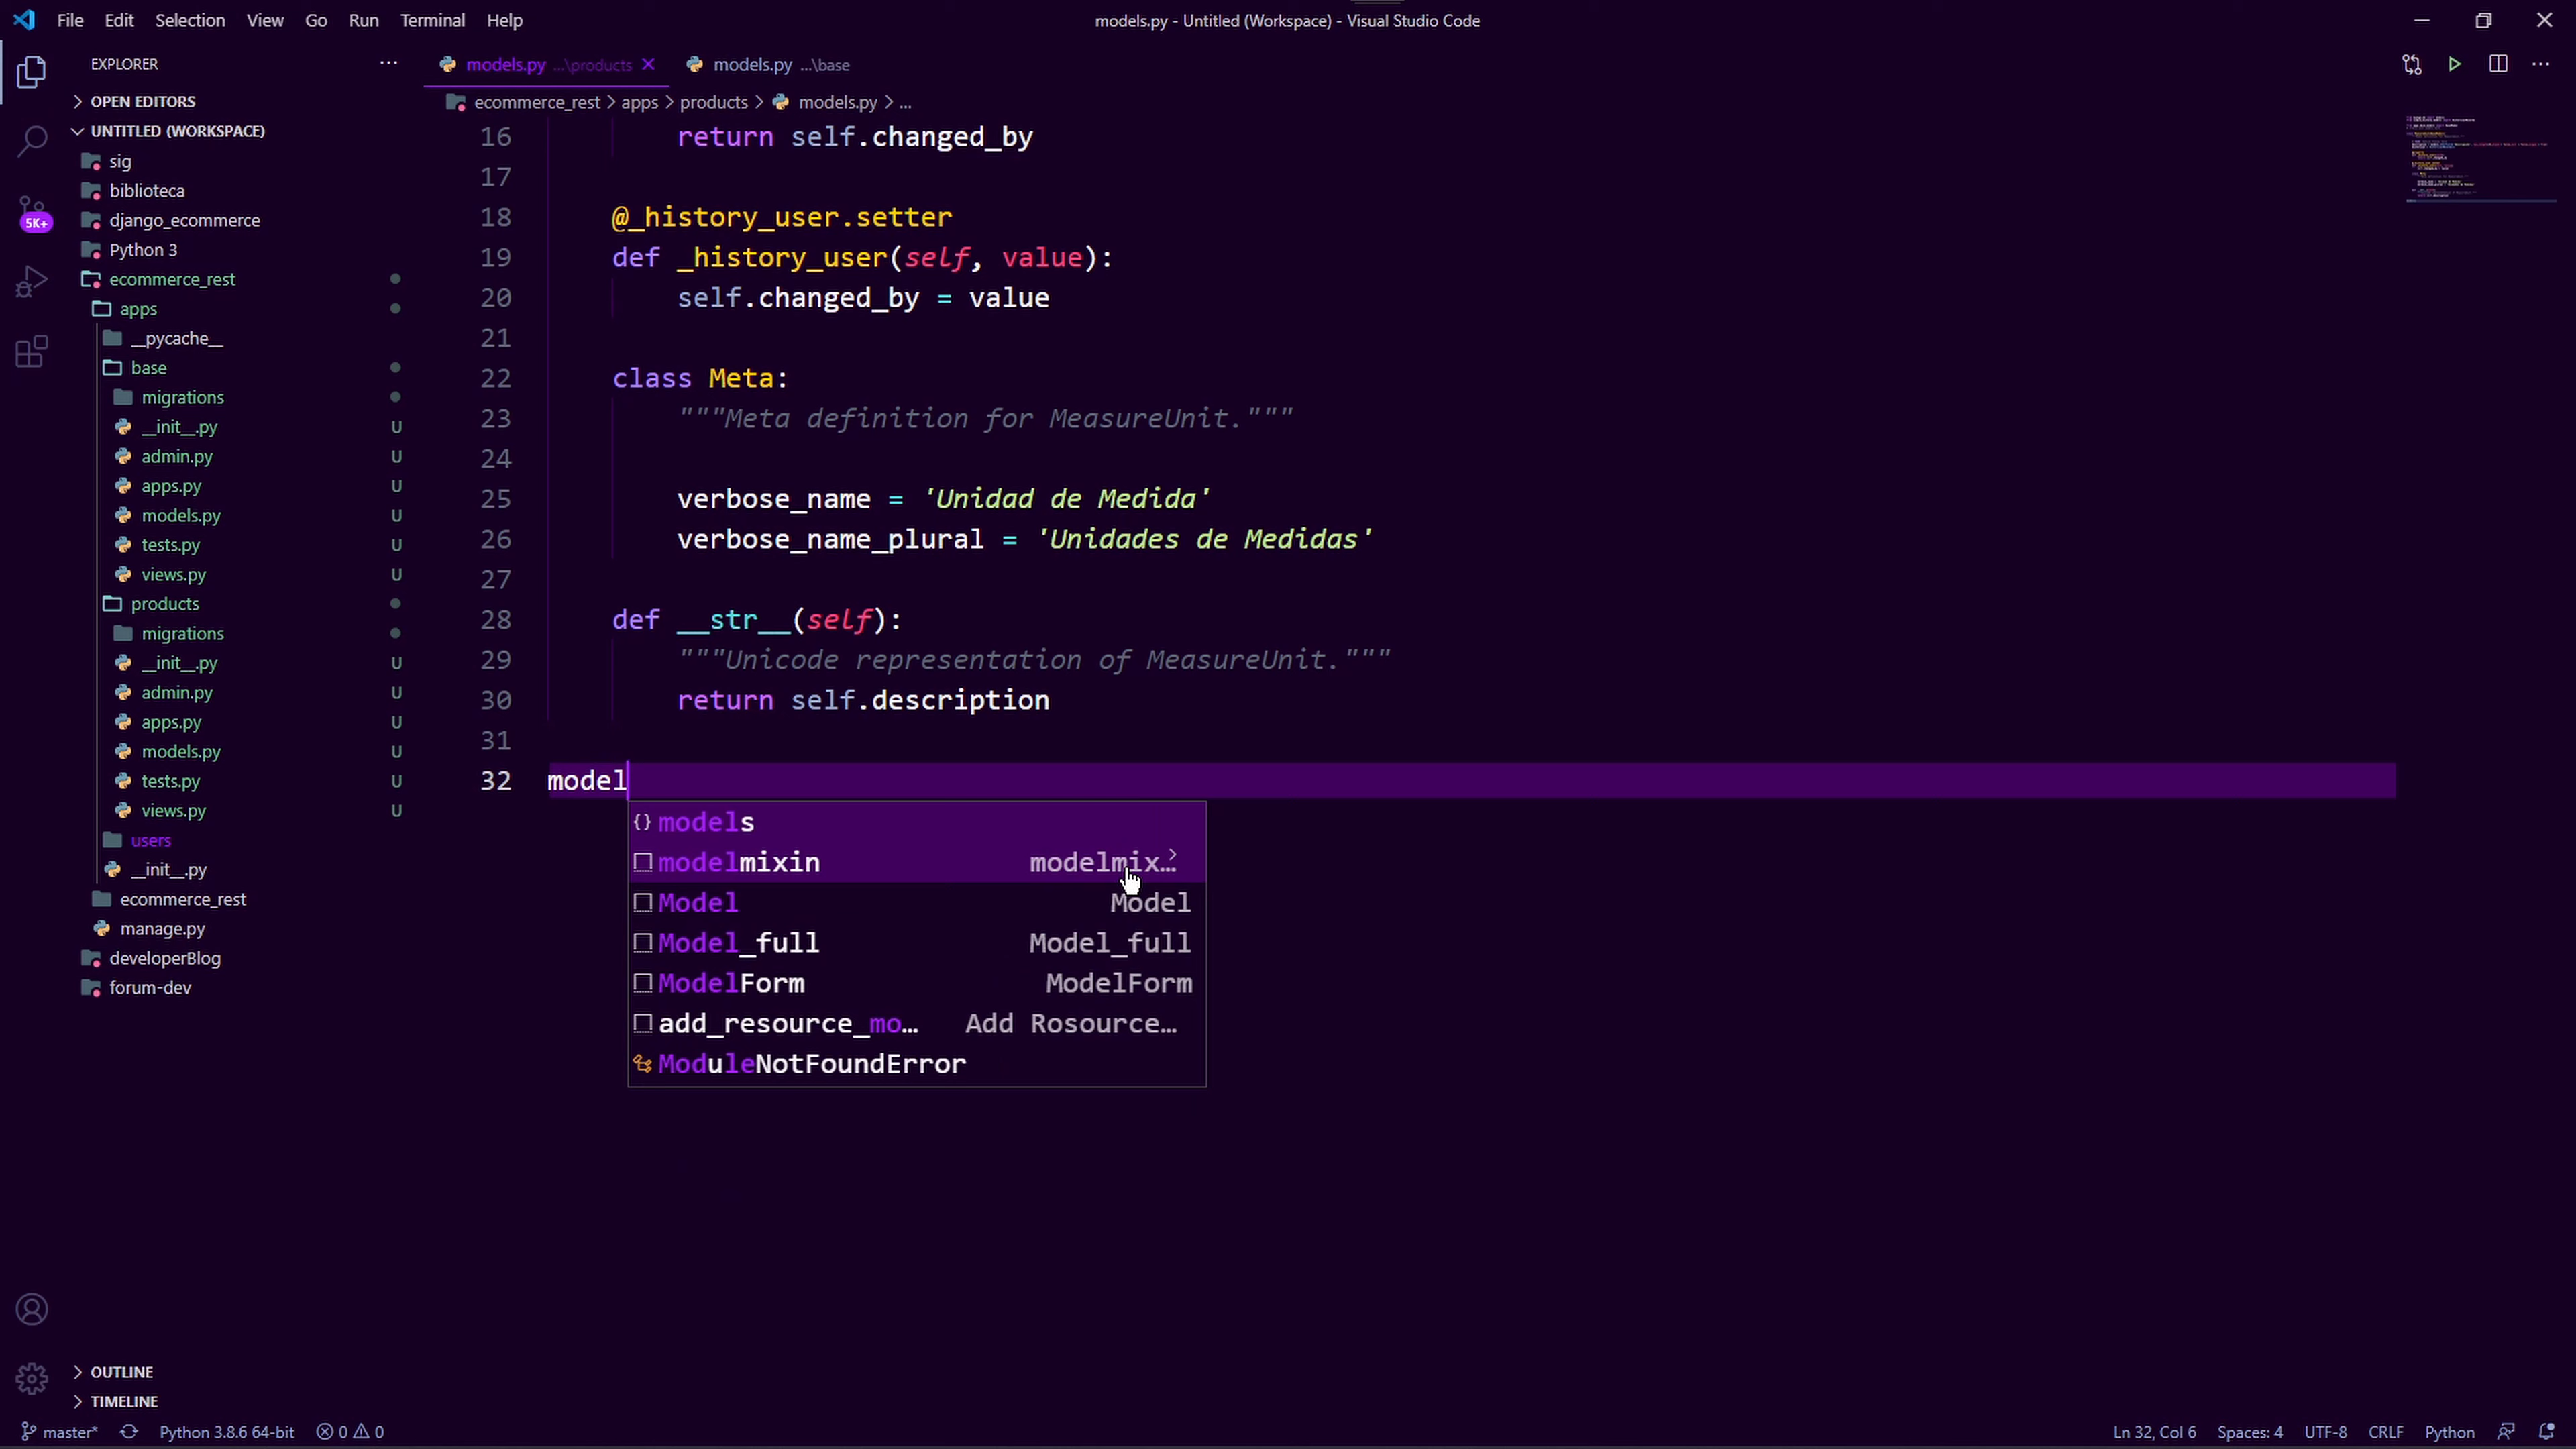 File Edit Selection View Go Run Terminal Help
models.py - Untitled (Workspace) - Visual Studio Code
EXPLORER
OPEN EDITORS
UNTITLED (WORKSPACE)
sig
biblioteca
5K+
django_ecommerce
Python 3
ecommerce_rest
apps
__pycache__
base
migrations
__init__.py U
admin.py U
apps.py U
models.py U
tests.py U
views.py U
products
migrations
__init__.py U
admin.py U
apps.py U
models.py U
tests.py U
views.py U
users
__init__.py
ecommerce_rest
manage.py
developerBlog
forum-dev
OUTLINE
TIMELINE
models.py ...\products models.py ...\base
ecommerce_rest > apps > products > models.py > ...
16 return self.changed_by
17
18 @_history_user.setter
19 def _history_user(self, value):
20 self.changed_by = value
21
22 class Meta:
23 """Meta definition for MeasureUnit."""
24
25 verbose_name = 'Unidad de Medida'
26 verbose_name_plural = 'Unidades de Medidas'
27
28 def __str__(self):
29 """Unicode representation of MeasureUnit."""
30 return self.description
31
32 model
{} models
modelmixin modelmix...
Model Model
Model_full Model_full
ModelForm ModelForm
add_resource_mo... Add Rosource...
ModuleNotFoundError
master* Python 3.8.6 64-bit 0 0 Ln 32, Col 6 Spaces: 4 UTF-8 CRLF Python